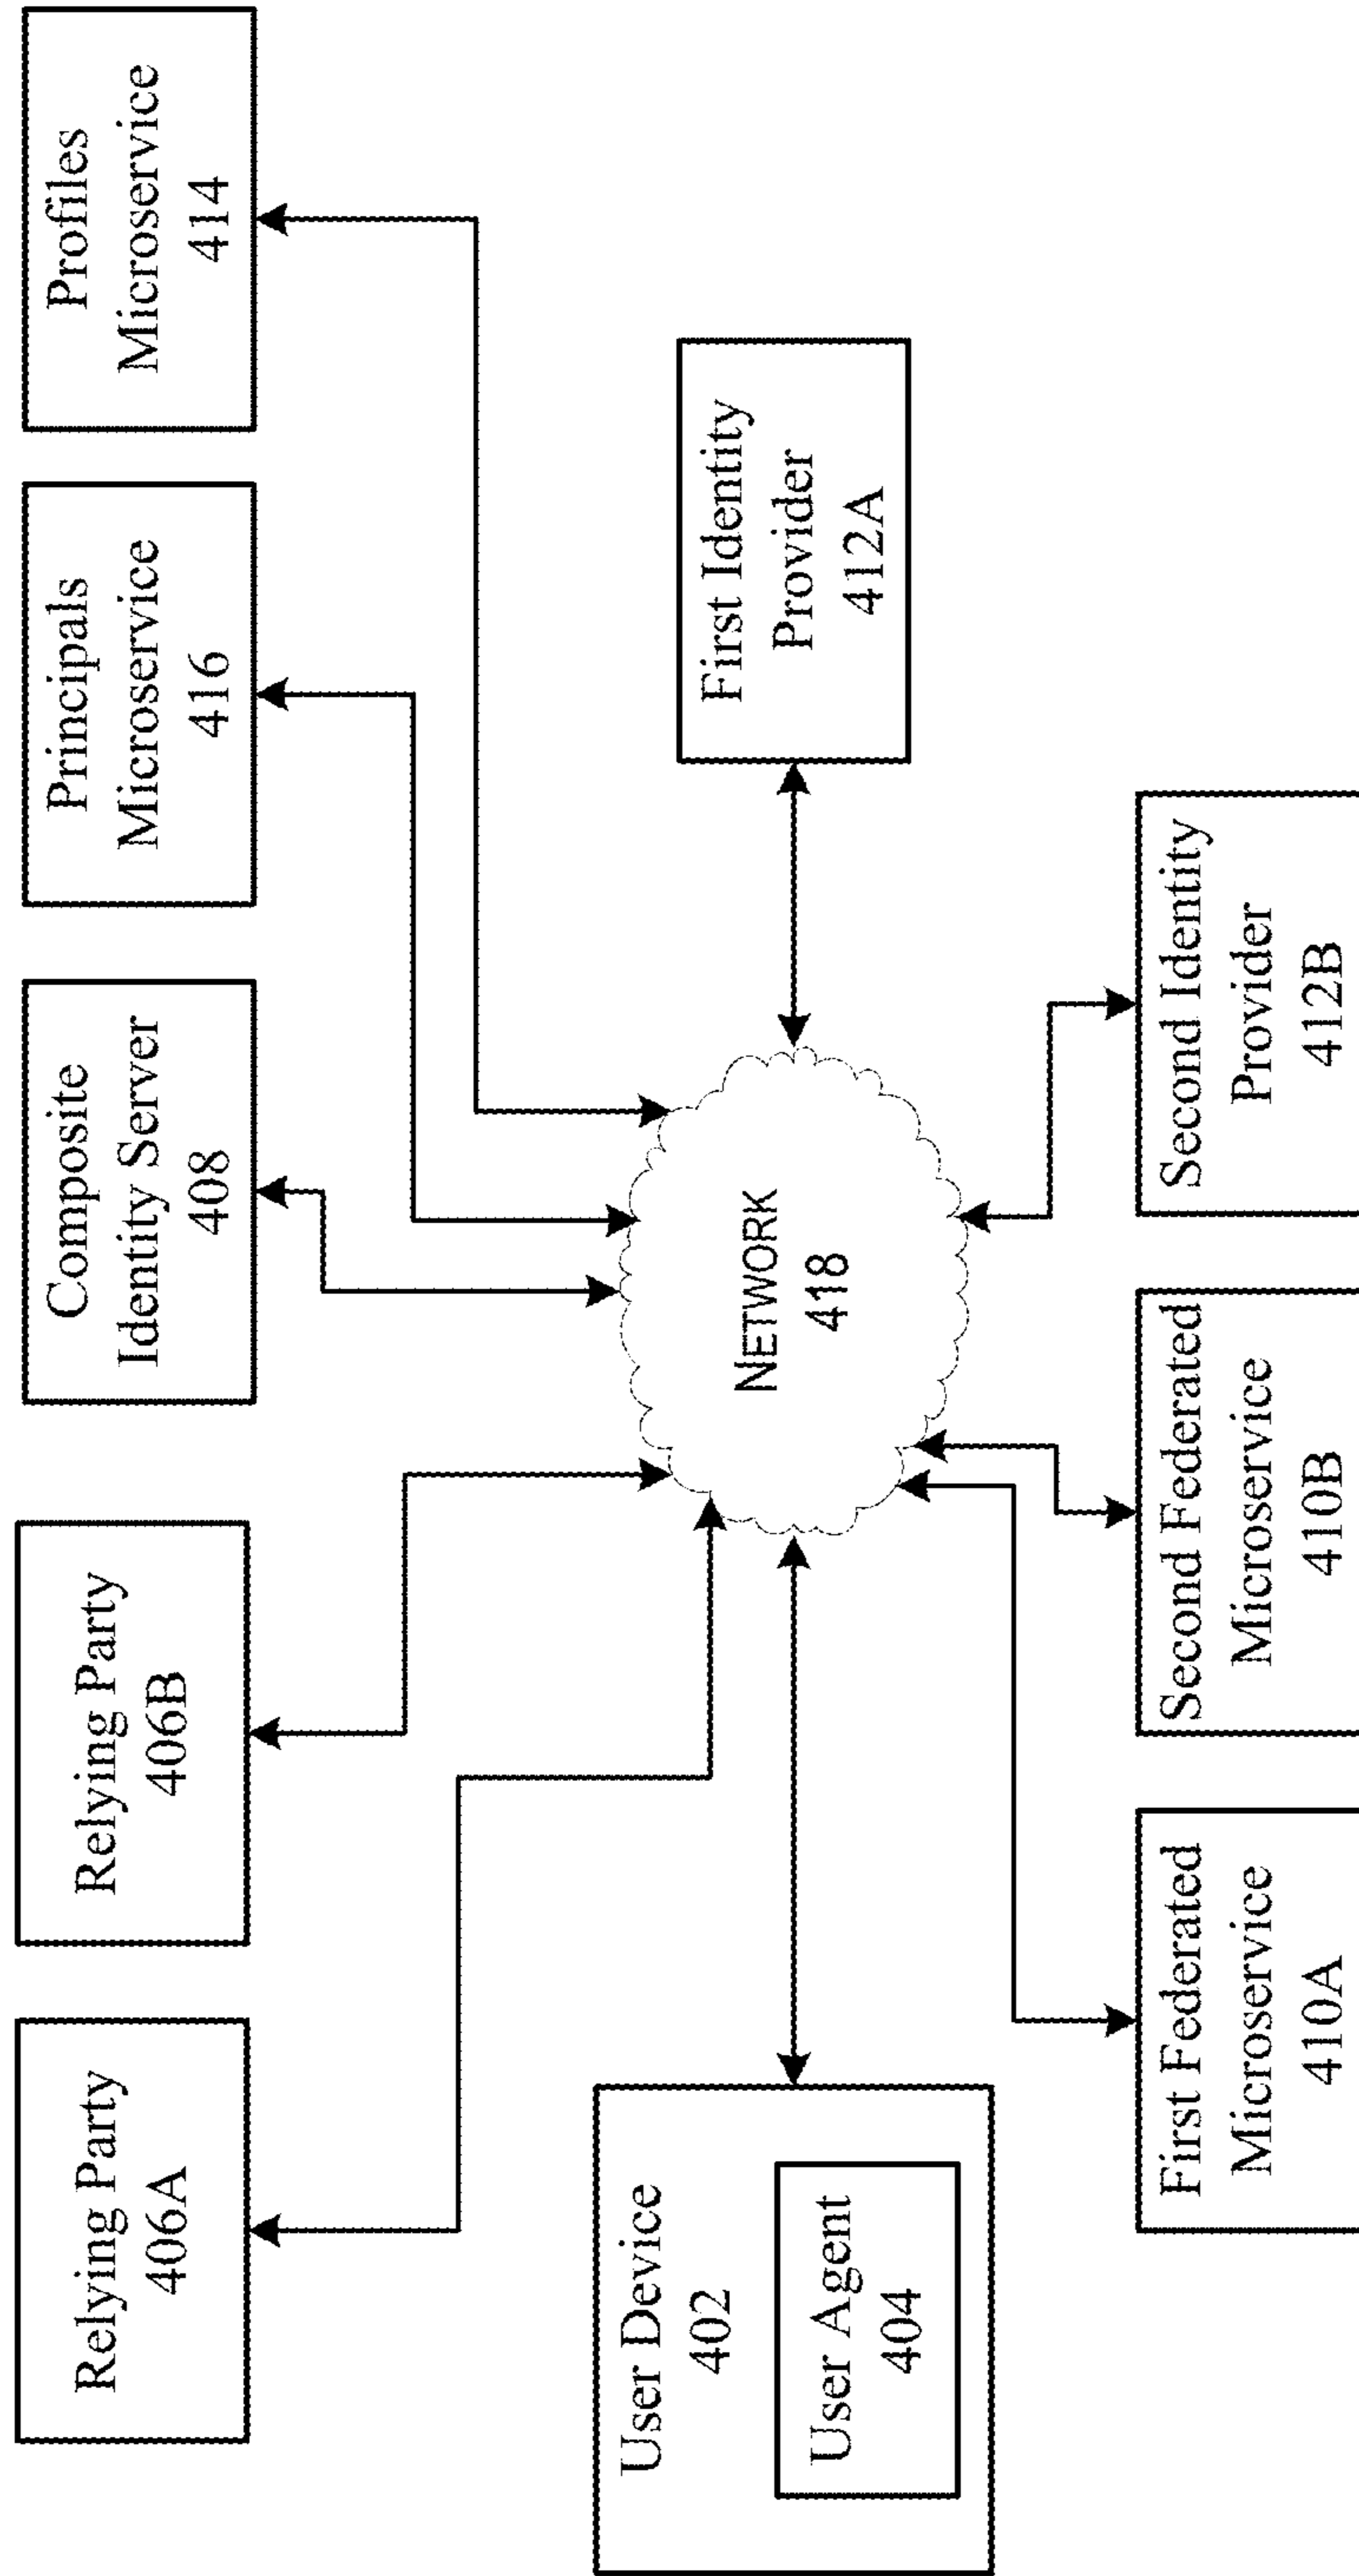 Relying Party
406A
Relying Party
406B
Composite
Identity Server
408
Principals
Microservice
416
Profiles
Microservice
414
User Device
402
User Agent
404
NETWORK
418
First Identity
Provider
412A
First Federated
Microservice
410A
Second Federated
Microservice
410B
Second Identity
Provider
412B